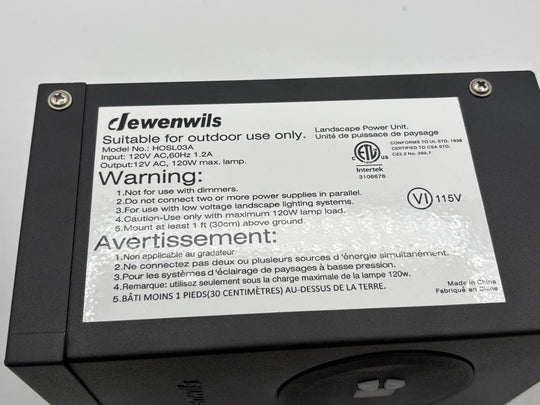 dewenwils
Suitable for outdoor use only.
Landscape Power Unit.
Unité de puissance de paysage
Model No.: HOSL03A
Input: 120V AC,60Hz 1.2A
Output:12V AC, 120W max. lamp.
ETL
Intertek
3106676
CONFORMS TO UL STD. 1838
CERTIFIED TO CSA STD.
C22.2 No. 250.7
Warning:
1.Not for use with dimmers.
2.Do not connect two or more power supplies in parallel.
3.For use with low voltage landscape lighting systems.
4.Caution-Use only with maximum 120W lamp load.
5.Mount at least 1 ft (30cm) above ground.
VI 115V
Avertissement:
1.Non applicable au gradateur
2.Ne connectez pas deux ou plusieurs sources d'énergie simultanément.
3.Pour les systèmes d'éclairage de paysages à basse pression.
4.Remarque: utilisez seulement sous la charge maximale de la lampe 120w.
5.BÂTI MOINS 1 PIEDS(30 CENTIMÈTRES) AU-DESSUS DE LA TERRE.
Made in China
Fabriqué en Chine